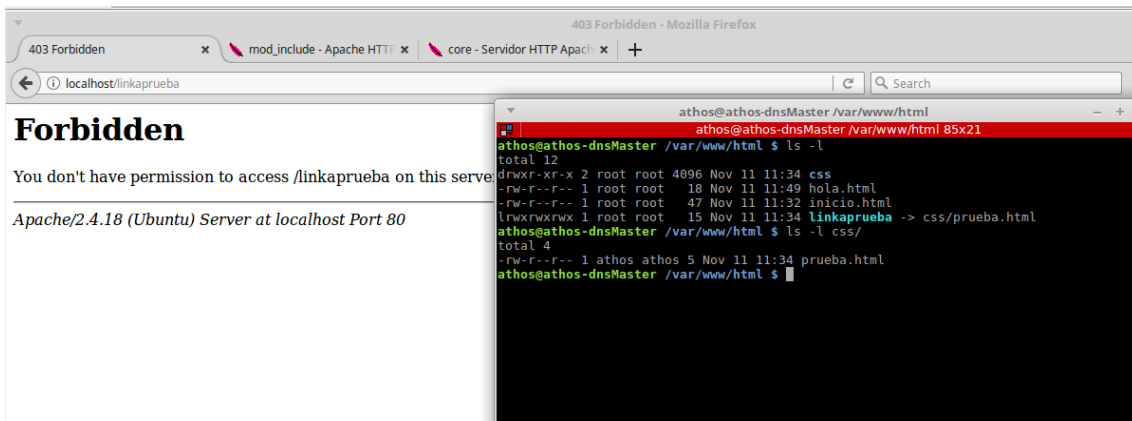 403 Forbidden - Mozilla Firefox
403 Forbidden
mod_include - Apache HTTP
core - Servidor HTTP Apach
localhost/linkaprueba
Search
Forbidden
You don't have permission to access /linkaprueba on this serve
Apache/2.4.18 (Ubuntu) Server at localhost Port 80
athos@athos-dnsMaster /var/www/html
athos@athos-dnsMaster /var/www/html 85x21
athos@athos-dnsMaster /var/www/html $ ls -l
total 12
drwxr-xr-x 2 root root 4096 Nov 11 11:34 css
-rw-r--r-- 1 root root   18 Nov 11 11:49 hola.html
-rw-r--r-- 1 root root   47 Nov 11 11:32 inicio.html
lrwxrwxrwx 1 root root   15 Nov 11 11:34 linkaprueba -> css/prueba.html
athos@athos-dnsMaster /var/www/html $ ls -l css/
total 4
-rw-r--r-- 1 athos athos 5 Nov 11 11:34 prueba.html
athos@athos-dnsMaster /var/www/html $